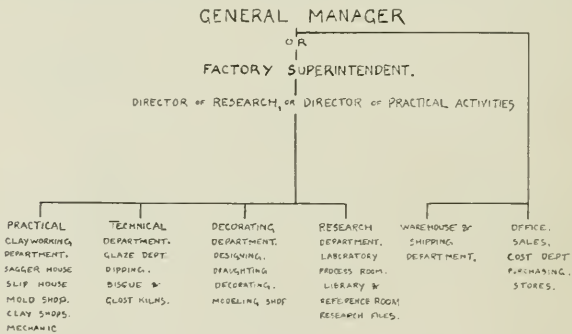 GENERAL MANAGER
OR
FACTORY SUPERINTENDENT.
DIRECTOR OF RESEARCH, OR DIRECTOR OF PRACTICAL ACTIVITIES
PRACTICAL
CLAYWORKING
DEPARTMENT.
SAGGER HOUSE
SLIP HOUSE
MOLD SHOP.
CLAY SHOPS.
MECHANIC
TECHNICAL
DEPARTMENT.
GLAZE DEPT.
DIPPING.
BISCUE &
GLOST KILNS.
DECORATING
DEPARTMENT.
DESIGNING.
DRAUGHTING
DECORATING.
MODELING SHOP
RESEARCH
DEPARTMENT.
LABORATORY
PROCESS ROOM.
LIBRARY &
REFERENCE ROOM
RESEARCH FILES.
WAREHOUSE &
SHIPPING
DEPARTMENT.
OFFICE.
SALES.
COST DEPT
PURCHASING.
STORES.